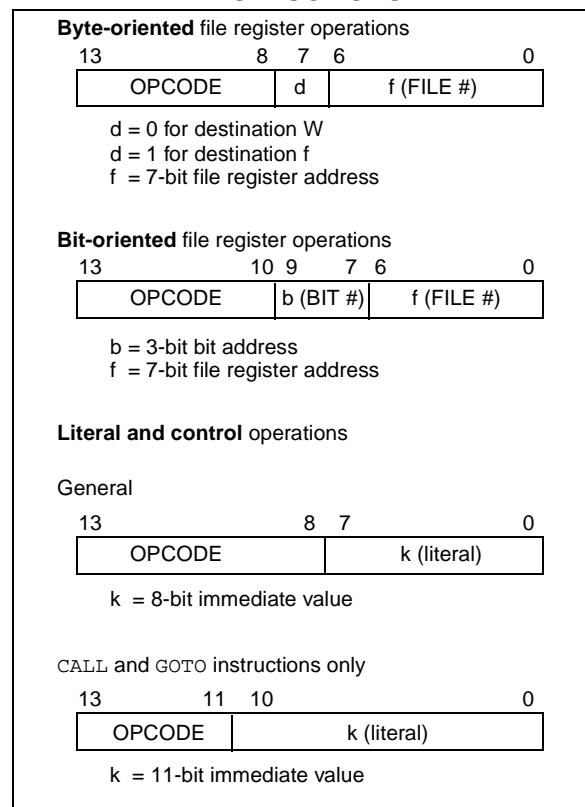 Byte-oriented file register operations
13 8 7 6 0
OPCODE d f (FILE #)
d = 0 for destination W
d = 1 for destination f
f = 7-bit file register address
Bit-oriented file register operations
13 10 9 7 6 0
OPCODE b (BIT #) f (FILE #)
b = 3-bit bit address
f = 7-bit file register address
Literal and control operations
General
13 8 7 0
OPCODE k (literal)
k = 8-bit immediate value
CALL and GOTO instructions only
13 11 10 0
OPCODE k (literal)
k = 11-bit immediate value